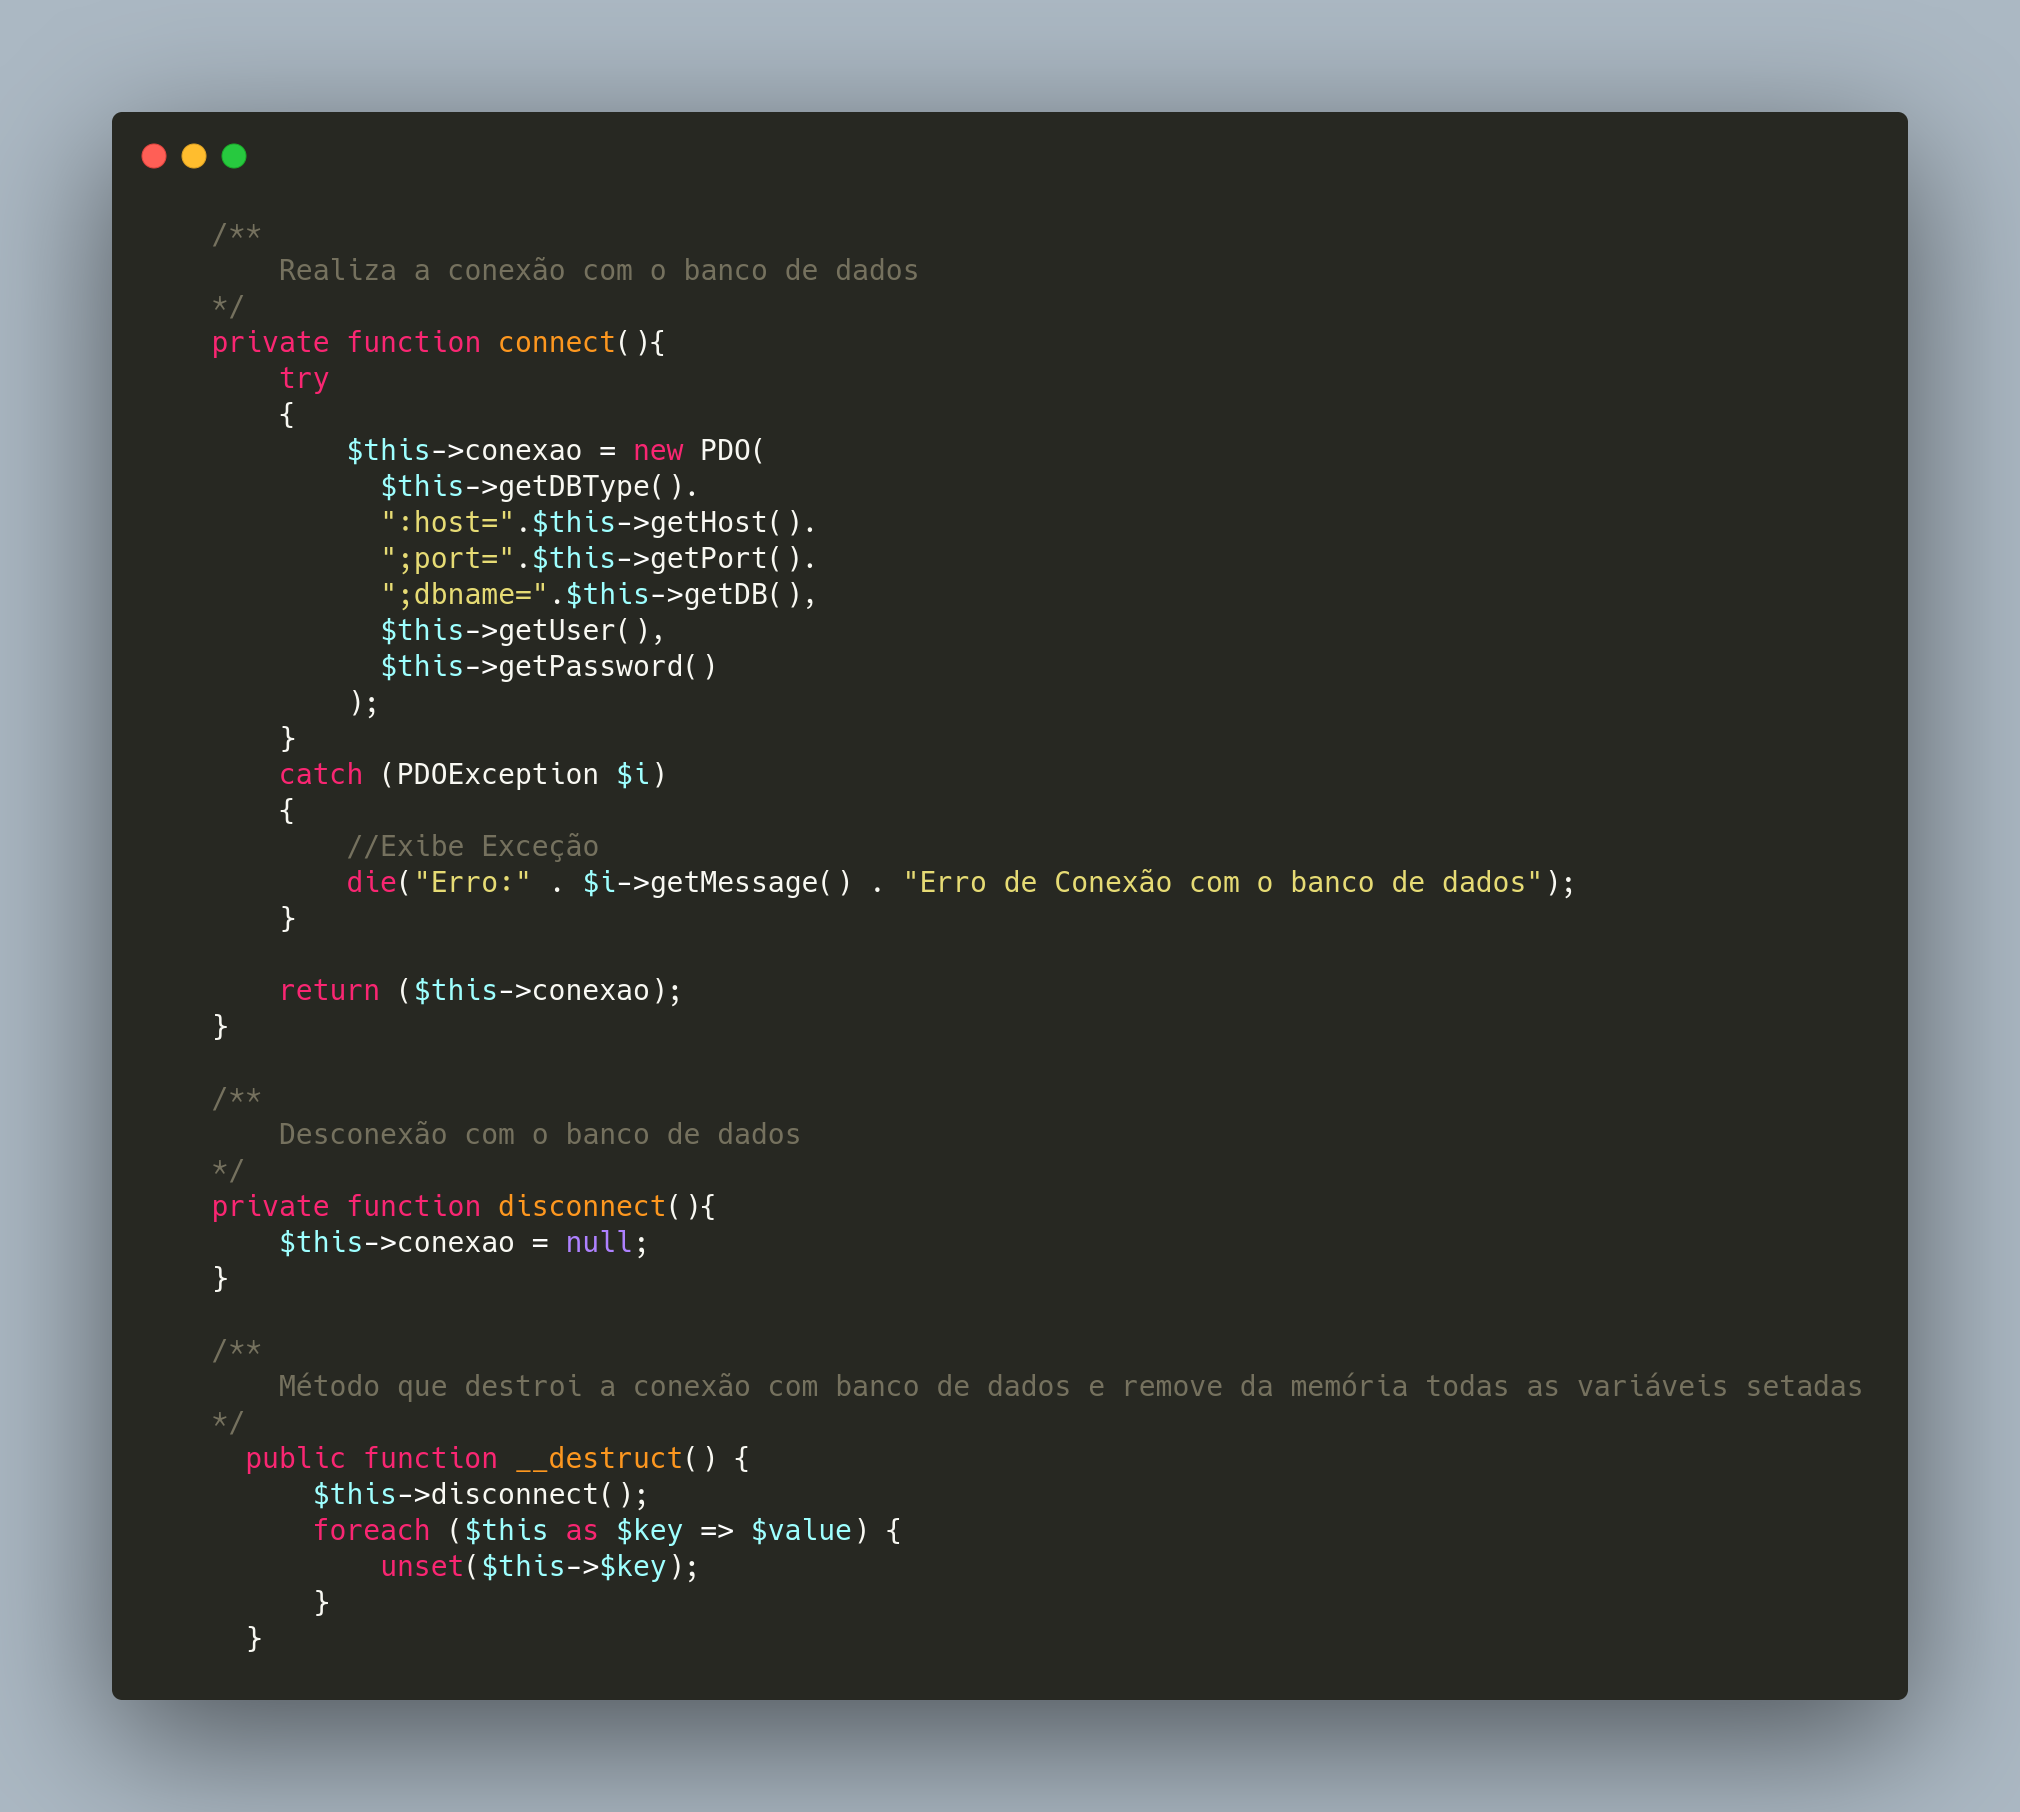 /**
    Realiza a conexão com o banco de dados
*/
private function connect(){
    try
    {
        $this->conexao = new PDO(
          $this->getDBType().
          ":host=".$this->getHost().
          ";port=".$this->getPort().
          ";dbname=".$this->getDB(),
          $this->getUser(),
          $this->getPassword()
        );
    }
    catch (PDOException $i)
    {
        //Exibe Exceção
        die("Erro:" . $i->getMessage() . "Erro de Conexão com o banco de dados");
    }

    return ($this->conexao);
}

/**
    Desconexão com o banco de dados
*/
private function disconnect(){
    $this->conexao = null;
}

/**
    Método que destroi a conexão com banco de dados e remove da memória todas as variáveis setadas
*/
  public function __destruct() {
      $this->disconnect();
      foreach ($this as $key => $value) {
          unset($this->$key);
      }
  }